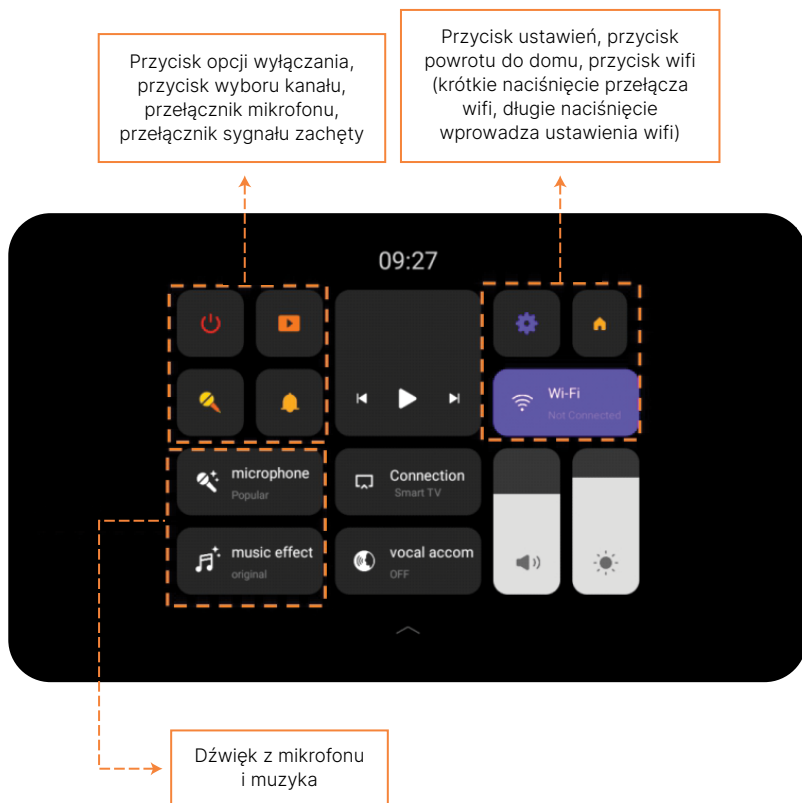 Przycisk opcji wyłączania,
przycisk wyboru kanału,
przełącznik mikrofonu,
przełącznik sygnału zachęty
Przycisk ustawień, przycisk
powrotu do domu, przycisk wifi
(krótkie naciśnięcie przełącza
wifi, długie naciśnięcie
wprowadza ustawienia wifi)
09:27
Wi-Fi
Not Connected
microphone
Popular
Connection
Smart TV
music effect
original
vocal accom
OFF
Dźwięk z mikrofonu
i muzyka